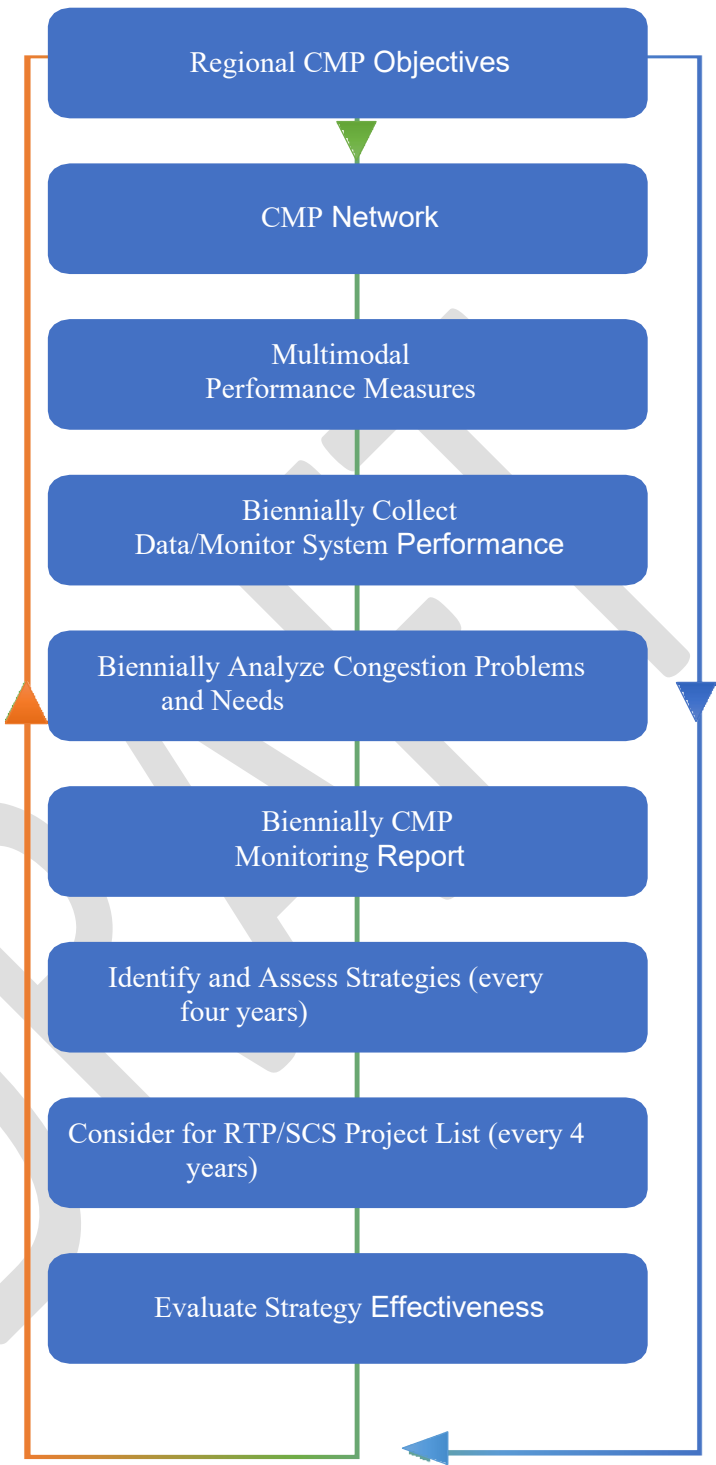 Regional CMP Objectives
CMP Network
Multimodal
Performance Measures
Biennially Collect
Data/Monitor System Performance
Biennially Analyze Congestion Problems
and Needs
Biennially CMP
Monitoring Report
Identify and Assess Strategies (every
four years)
Consider for RTP/SCS Project List (every 4
years)
Evaluate Strategy Effectiveness
DRAFT